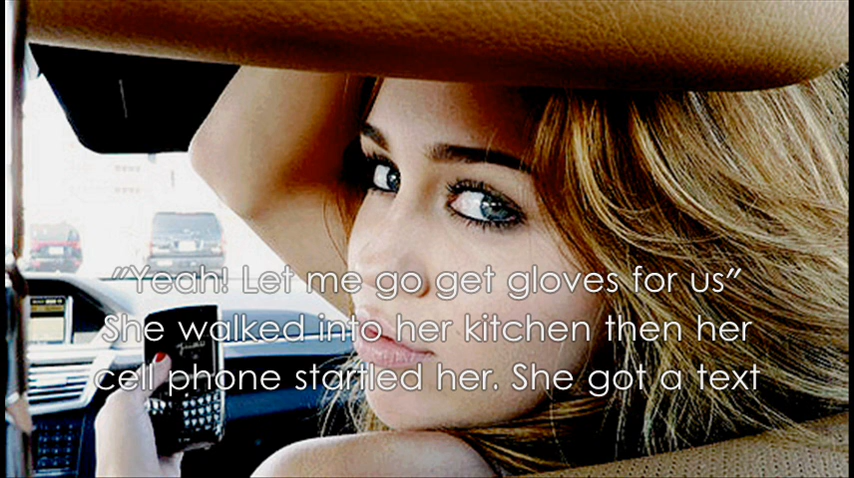 "Yeah! Let me go get gloves for us"
She walked into her kitchen then her
cell phone startled her. She got a text